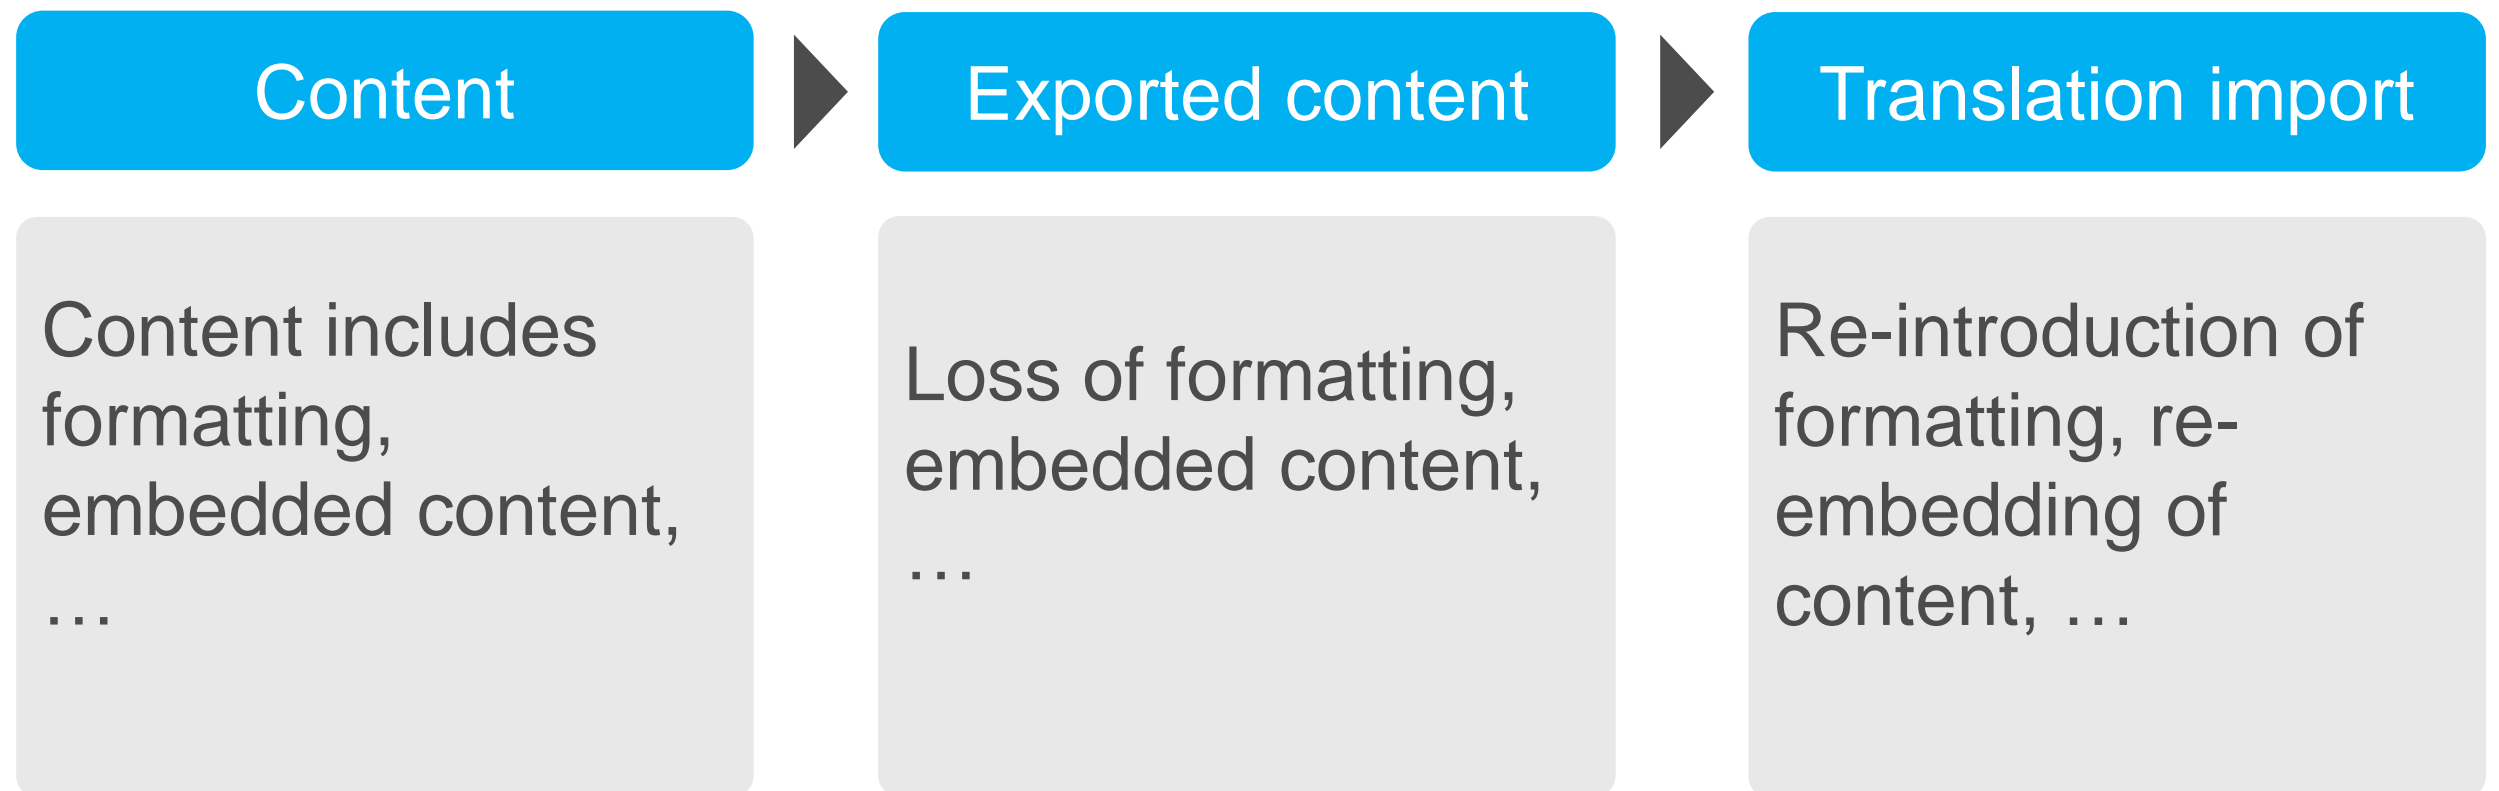 Content
Exported content
Translation import
Content includes
formatting,
embedded content,
…
Loss of formatting,
embedded content,
…
Re-introduction of
formatting, re-
embedding of
content, …